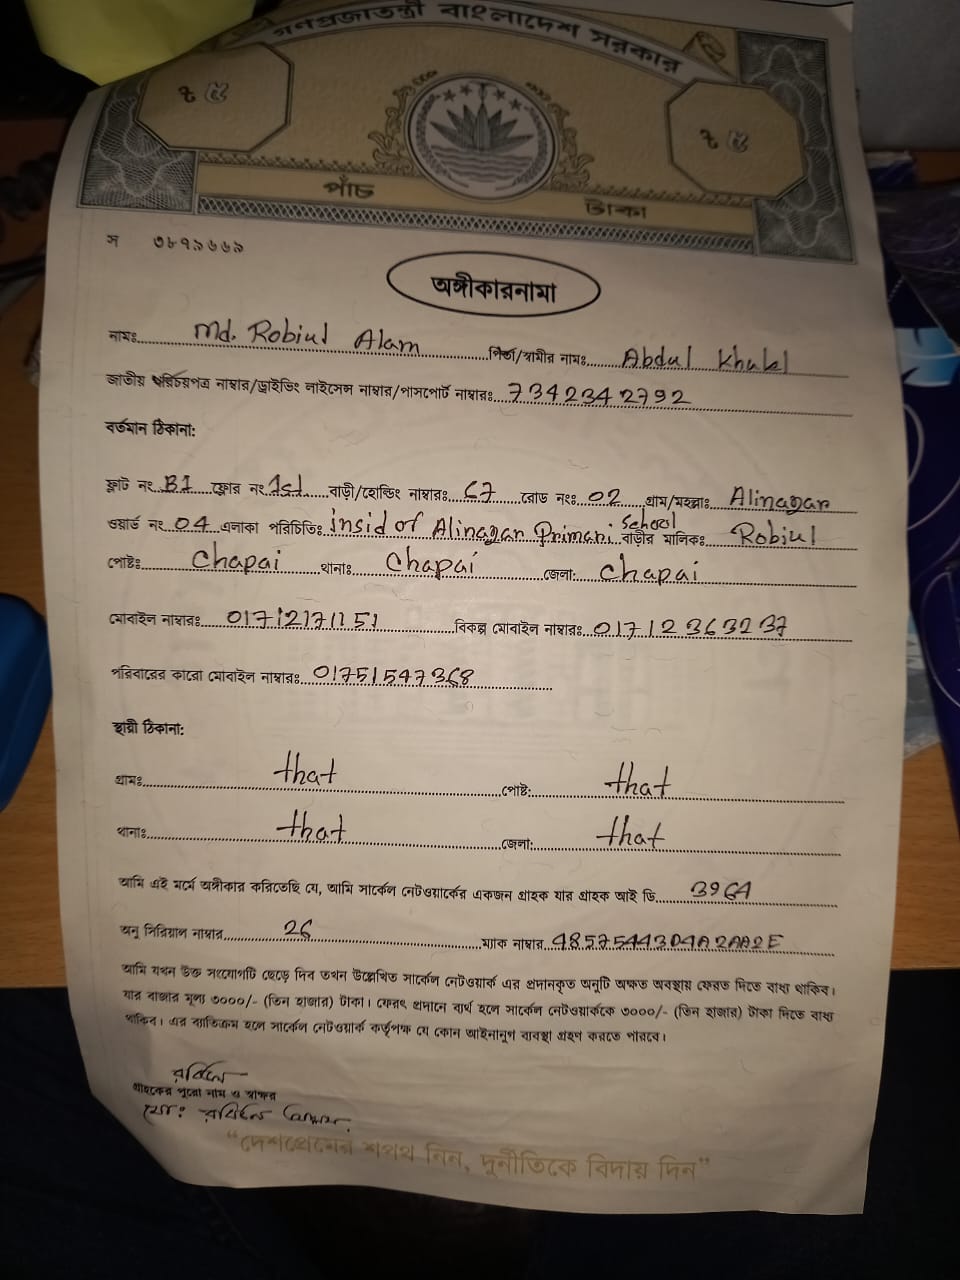 গণপ্রজাতন্ত্রী বাংলাদেশ সরকার
৳ ৫ ৳ ৫
পাঁচ টাকা
স ৩৮৭৯৬৬৯
অঙ্গীকারনামা
নামঃ Md. Robiul Alam পিতা/স্বামীর নামঃ Abdul Khalel
জাতীয় পরিচয়পত্র নাম্বার/ড্রাইভিং লাইসেন্স নাম্বার/পাসপোর্ট নাম্বারঃ 7342342792
বর্তমান ঠিকানা:
ফ্লাট নং B1 ফ্লোর নং 1st বাড়ী/হোল্ডিং নাম্বারঃ 67 রোড নংঃ 02 গ্রাম/মহল্লাঃ Alinagar
ওয়ার্ড নং 04 এলাকা পরিচিতিঃ insid of Alinagar Primari School বাড়ীর মালিকঃ Robiul
পোষ্টঃ Chapai থানাঃ Chapai জেলা: Chapai
মোবাইল নাম্বারঃ 01712171151 বিকল্প মোবাইল নাম্বারঃ 01712363237
পরিবারের কারো মোবাইল নাম্বারঃ 01751547368
স্থায়ী ঠিকানা:
গ্রামঃ that পোষ্ট: that
থানাঃ that জেলা: that
আমি এই মর্মে অঙ্গীকার করিতেছি যে, আমি সার্কেল নেটওয়ার্কের একজন গ্রাহক যার গ্রাহক আই ডি 3964
অনু সিরিয়াল নাম্বার 26 ম্যাক নাম্বার 4857544304A2AA2E
আমি যখন উক্ত সংযোগটি ছেড়ে দিব তখন উল্লেখিত সার্কেল নেটওয়ার্ক এর প্রদানকৃত অনুটি অক্ষত অবস্থায় ফেরত দিতে বাধ্য থাকিব।
যার বাজার মূল্য ৩০০০/- (তিন হাজার) টাকা। ফেরৎ প্রদানে ব্যর্থ হলে সার্কেল নেটওয়ার্ককে ৩০০০/- (তিন হাজার) টাকা দিতে বাধ্য
থাকিব। এর ব্যাতিক্রম হলে সার্কেল নেটওয়ার্ক কর্তৃপক্ষ যে কোন আইনানুগ ব্যবস্থা গ্রহণ করতে পারবে।
গ্রাহকের পুরো নাম ও স্বাক্ষর
মো:
“দেশপ্রেমের শপথ নিন, দুর্নীতিকে বিদায় দিন”